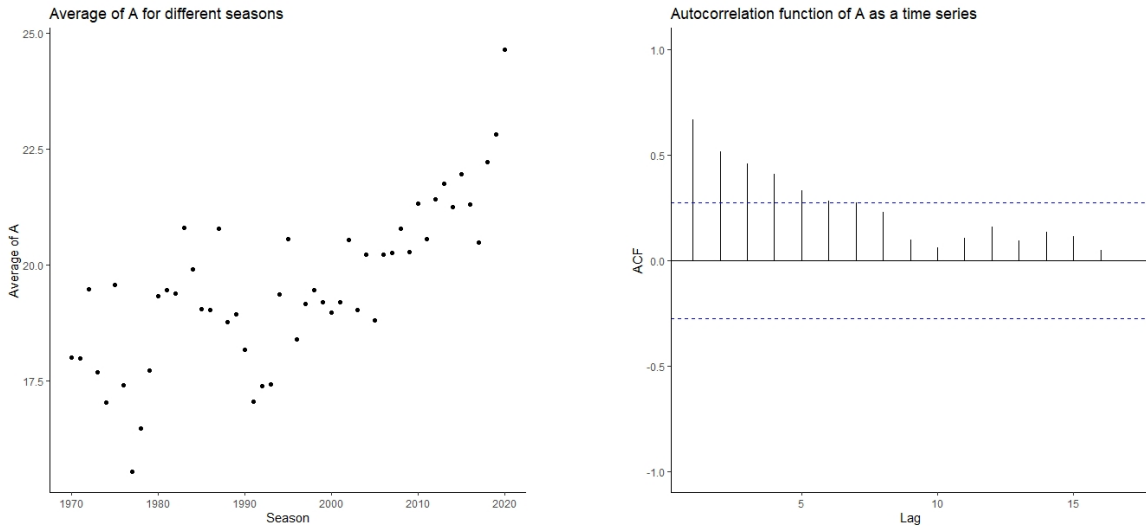 Average of A for different seasons
25.0
22.5
20.0
17.5
Average of A
1970 1980 1990 2000 2010 2020
Season
Autocorrelation function of A as a time series
1.0
0.5
0.0
-0.5
-1.0
ACF
5 10 15
Lag